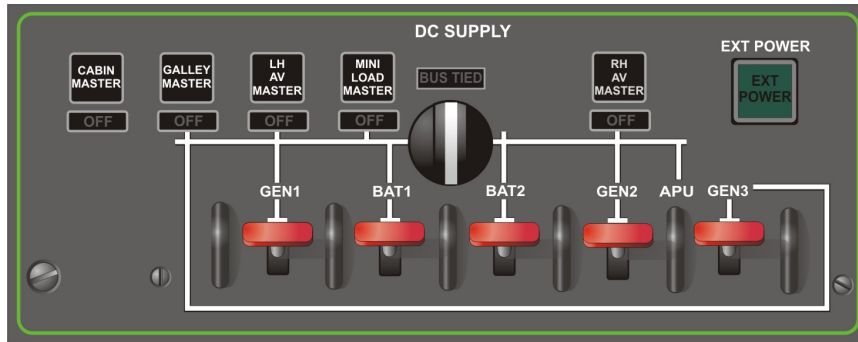 DC SUPPLY
EXT POWER
CABIN
MASTER
GALLEY
MASTER
LH
AV
MASTER
MINI
LOAD
MASTER
BUS TIED
RH
AV
MASTER
EXT
POWER
OFF
OFF
OFF
OFF
OFF
GEN1
BAT1
BAT2
GEN2
APU
GEN3